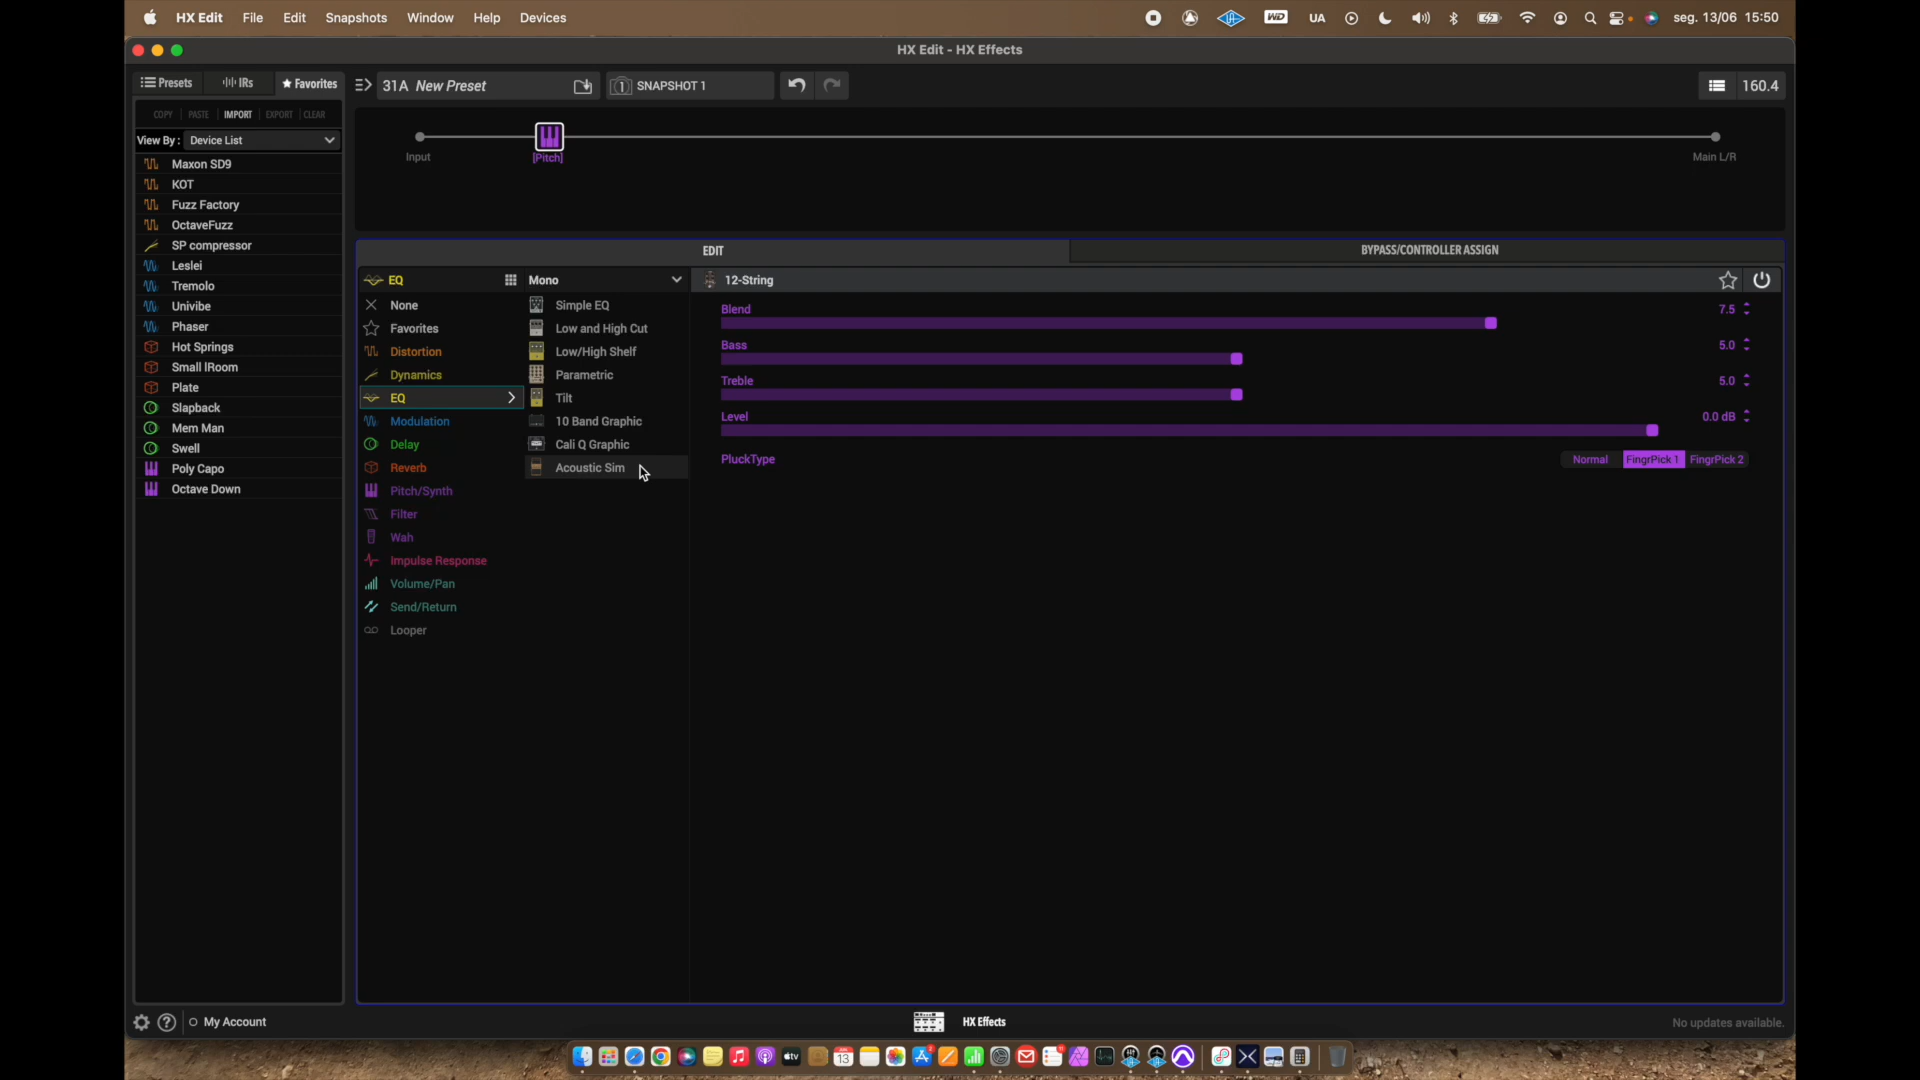 HX Edit File Edit Snapshots Window Help Devices WD UA seg. 13/06 15:50
HX Edit - HX Effects
Presets IRs Favorites 31A New Preset 1 SNAPSHOT 1 160.4
COPY PASTE IMPORT EXPORT CLEAR
View By : Device List
Input [Pitch] Main L/R
Maxon SD9
KOT
Fuzz Factory
OctaveFuzz
SP compressor
Leslei
Tremolo
Univibe
Phaser
Hot Springs
Small lRoom
Plate
Slapback
Mem Man
Swell
Poly Capo
Octave Down
EDIT BYPASS/CONTROLLER ASSIGN
EQ Mono 12-String
None
Favorites
Distortion
Dynamics
EQ
Modulation
Delay
Reverb
Pitch/Synth
Filter
Wah
Impulse Response
Volume/Pan
Send/Return
Looper
Simple EQ
Low and High Cut
Low/High Shelf
Parametric
Tilt
10 Band Graphic
Cali Q Graphic
Acoustic Sim
Blend 7.5
Bass 5.0
Treble 5.0
Level 0.0 dB
PluckType Normal FingrPick 1 FingrPick 2
My Account HX Effects No updates available.
tv 13